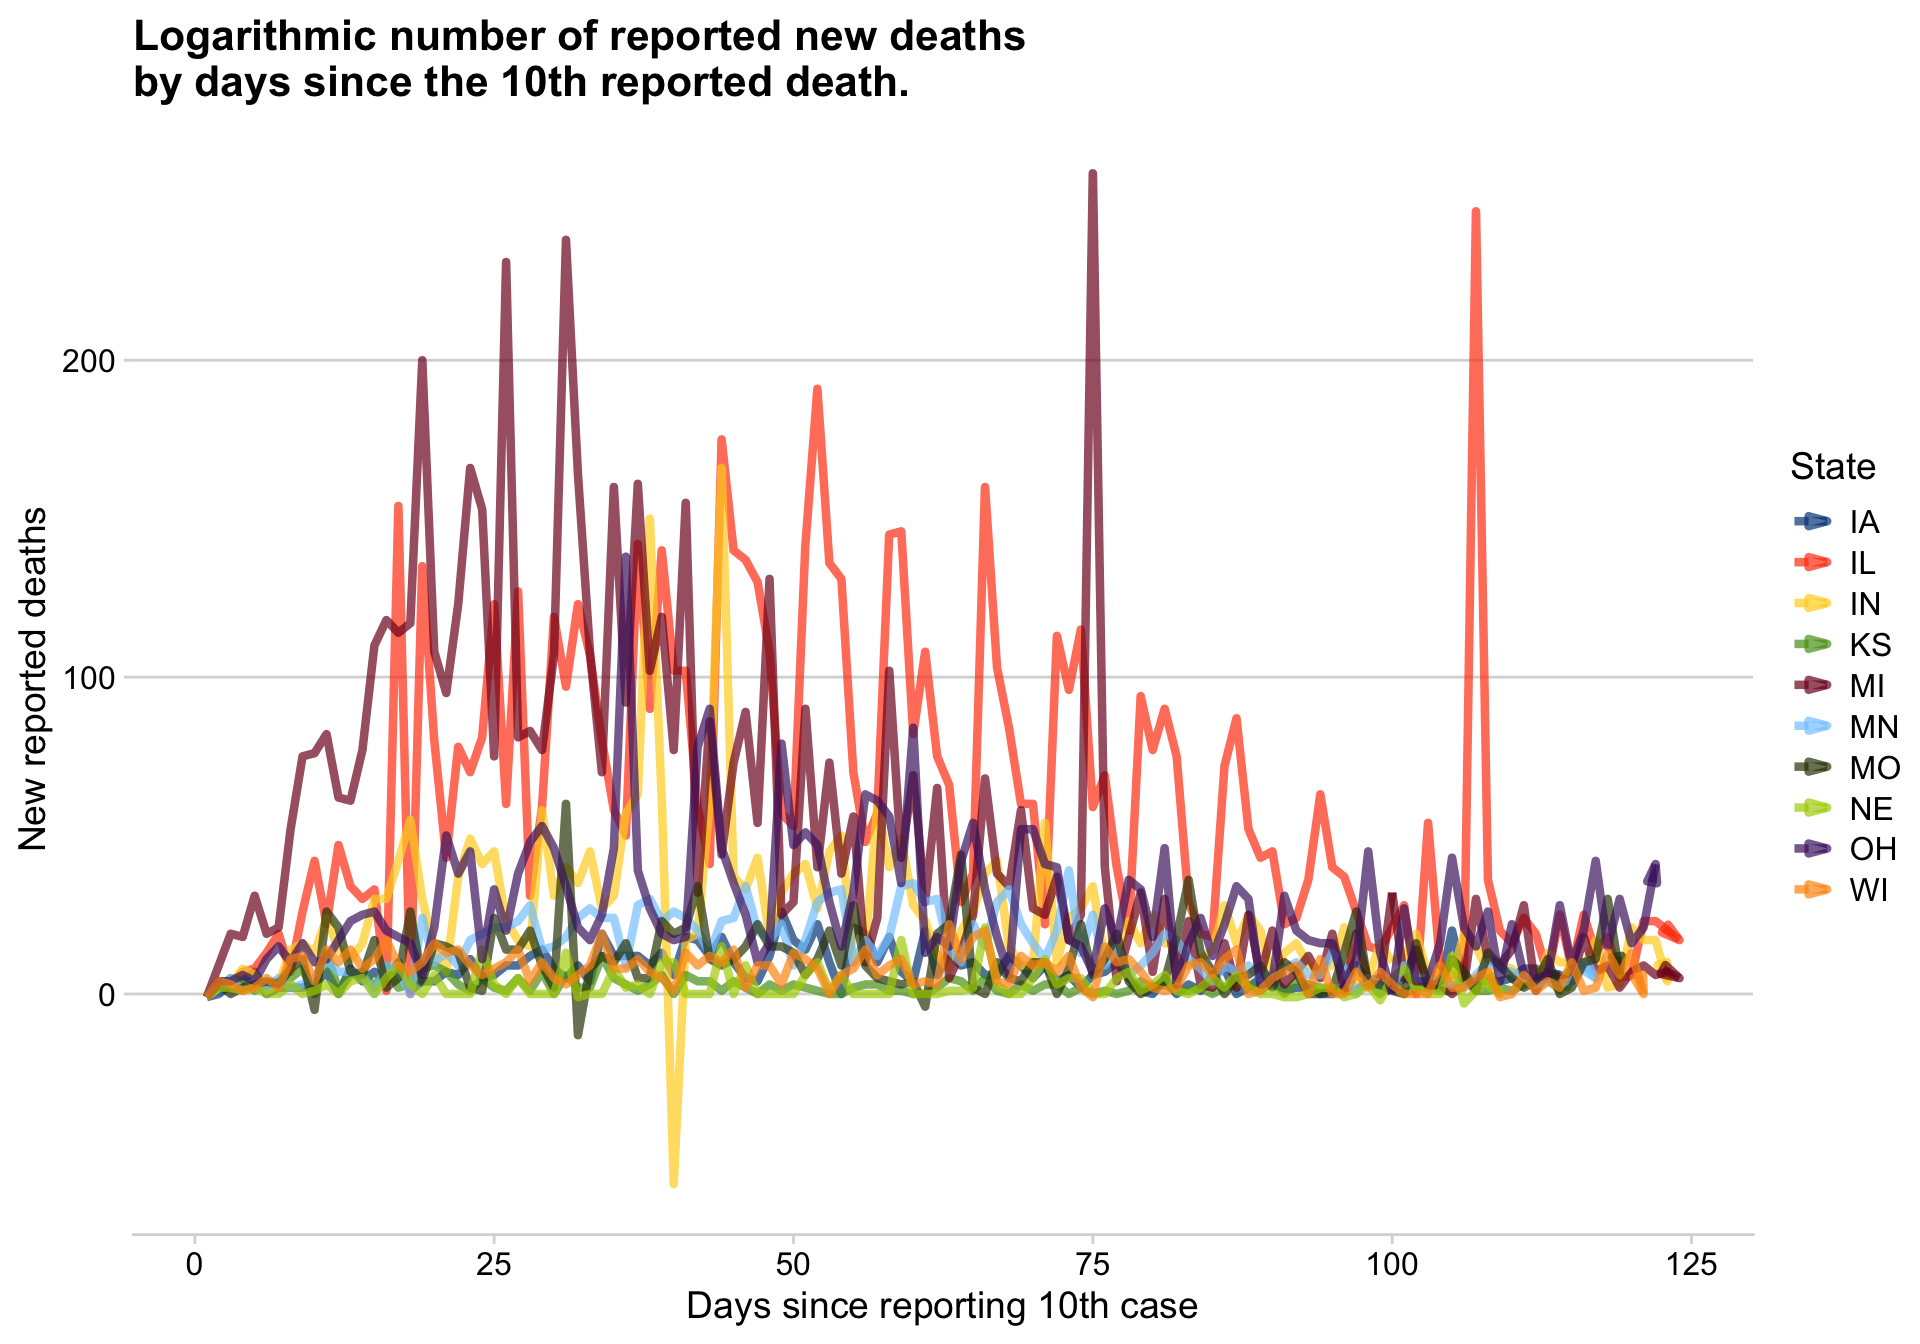 Logarithmic number of reported new deaths
by days since the 10th reported death.
New reported deaths
200
100
0
0
25
50
75
100
125
Days since reporting 10th case
State
IA
IL
IN
KS
MI
MN
MO
NE
OH
WI